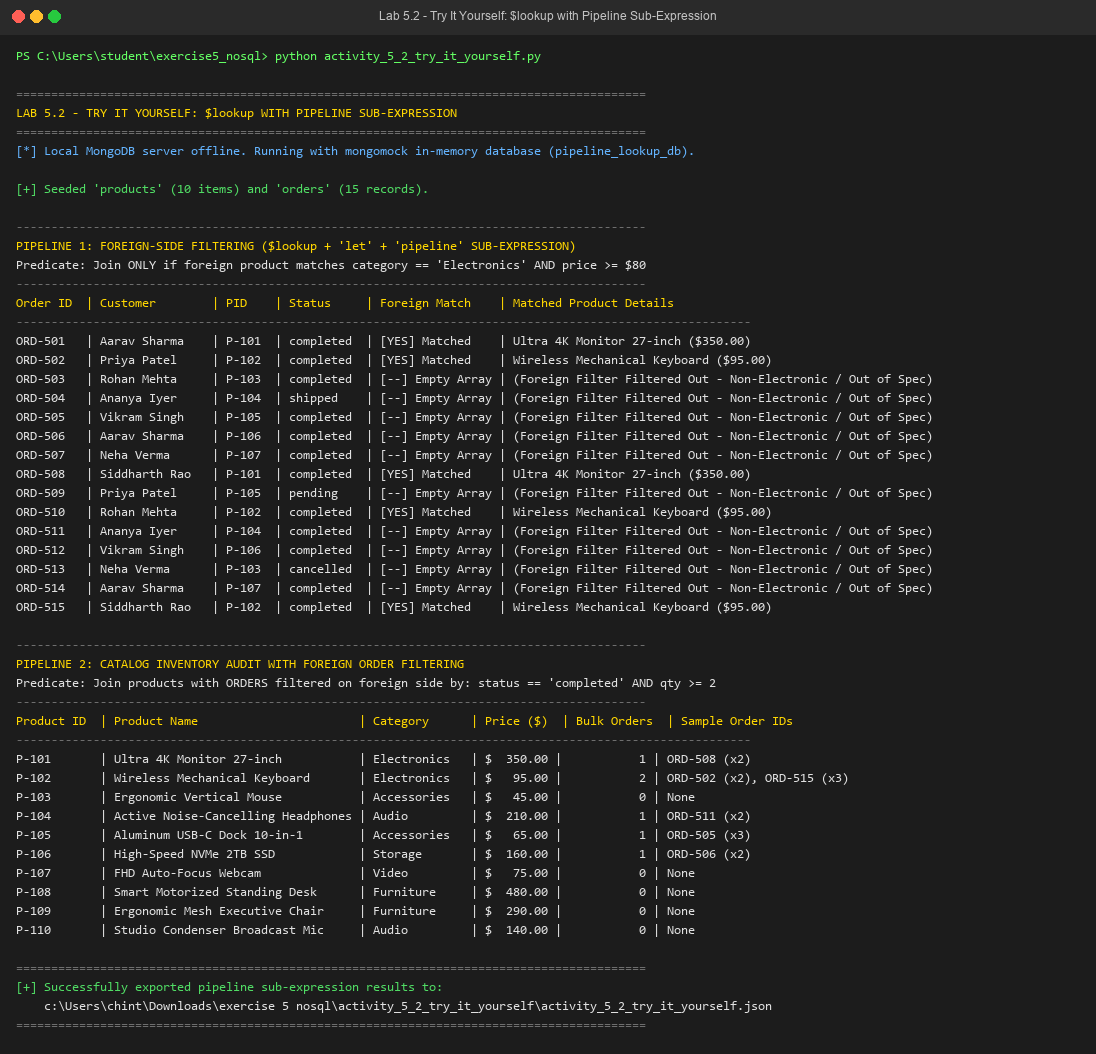 Lab 5.2 - Try It Yourself: $lookup with Pipeline Sub-Expression
PS C:\Users\student\exercise5_nosql> python activity_5_2_try_it_yourself.py
==========================================================================================
LAB 5.2 - TRY IT YOURSELF: $lookup WITH PIPELINE SUB-EXPRESSION
==========================================================================================
[*] Local MongoDB server offline. Running with mongomock in-memory database (pipeline_lookup_db).
[+] Seeded 'products' (10 items) and 'orders' (15 records).
------------------------------------------------------------------------------------------
PIPELINE 1: FOREIGN-SIDE FILTERING ($lookup + 'let' + 'pipeline' SUB-EXPRESSION)
Predicate: Join ONLY if foreign product matches category == 'Electronics' AND price >= $80
------------------------------------------------------------------------------------------
Order ID  | Customer        | PID    | Status     | Foreign Match    | Matched Product Details
---------------------------------------------------------------------------------------------------------
ORD-501   | Aarav Sharma    | P-101  | completed  | [YES] Matched    | Ultra 4K Monitor 27-inch ($350.00)
ORD-502   | Priya Patel     | P-102  | completed  | [YES] Matched    | Wireless Mechanical Keyboard ($95.00)
ORD-503   | Rohan Mehta     | P-103  | completed  | [--] Empty Array | (Foreign Filter Filtered Out - Non-Electronic / Out of Spec)
ORD-504   | Ananya Iyer     | P-104  | shipped    | [--] Empty Array | (Foreign Filter Filtered Out - Non-Electronic / Out of Spec)
ORD-505   | Vikram Singh    | P-105  | completed  | [--] Empty Array | (Foreign Filter Filtered Out - Non-Electronic / Out of Spec)
ORD-506   | Aarav Sharma    | P-106  | completed  | [--] Empty Array | (Foreign Filter Filtered Out - Non-Electronic / Out of Spec)
ORD-507   | Neha Verma      | P-107  | completed  | [--] Empty Array | (Foreign Filter Filtered Out - Non-Electronic / Out of Spec)
ORD-508   | Siddharth Rao   | P-101  | completed  | [YES] Matched    | Ultra 4K Monitor 27-inch ($350.00)
ORD-509   | Priya Patel     | P-105  | pending    | [--] Empty Array | (Foreign Filter Filtered Out - Non-Electronic / Out of Spec)
ORD-510   | Rohan Mehta     | P-102  | completed  | [YES] Matched    | Wireless Mechanical Keyboard ($95.00)
ORD-511   | Ananya Iyer     | P-104  | completed  | [--] Empty Array | (Foreign Filter Filtered Out - Non-Electronic / Out of Spec)
ORD-512   | Vikram Singh    | P-106  | completed  | [--] Empty Array | (Foreign Filter Filtered Out - Non-Electronic / Out of Spec)
ORD-513   | Neha Verma      | P-103  | cancelled  | [--] Empty Array | (Foreign Filter Filtered Out - Non-Electronic / Out of Spec)
ORD-514   | Aarav Sharma    | P-107  | completed  | [--] Empty Array | (Foreign Filter Filtered Out - Non-Electronic / Out of Spec)
ORD-515   | Siddharth Rao   | P-102  | completed  | [YES] Matched    | Wireless Mechanical Keyboard ($95.00)
------------------------------------------------------------------------------------------
PIPELINE 2: CATALOG INVENTORY AUDIT WITH FOREIGN ORDER FILTERING
Predicate: Join products with ORDERS filtered on foreign side by: status == 'completed' AND qty >= 2
------------------------------------------------------------------------------------------
Product ID  | Product Name                       | Category      | Price ($)  | Bulk Orders  | Sample Order IDs
---------------------------------------------------------------------------------------------------------
P-101       | Ultra 4K Monitor 27-inch           | Electronics   | $  350.00 |           1 | ORD-508 (x2)
P-102       | Wireless Mechanical Keyboard       | Electronics   | $   95.00 |           2 | ORD-502 (x2), ORD-515 (x3)
P-103       | Ergonomic Vertical Mouse           | Accessories   | $   45.00 |           0 | None
P-104       | Active Noise-Cancelling Headphones | Audio         | $  210.00 |           1 | ORD-511 (x2)
P-105       | Aluminum USB-C Dock 10-in-1        | Accessories   | $   65.00 |           1 | ORD-505 (x3)
P-106       | High-Speed NVMe 2TB SSD            | Storage       | $  160.00 |           1 | ORD-506 (x2)
P-107       | FHD Auto-Focus Webcam              | Video         | $   75.00 |           0 | None
P-108       | Smart Motorized Standing Desk      | Furniture     | $  480.00 |           0 | None
P-109       | Ergonomic Mesh Executive Chair     | Furniture     | $  290.00 |           0 | None
P-110       | Studio Condenser Broadcast Mic     | Audio         | $  140.00 |           0 | None
==========================================================================================
[+] Successfully exported pipeline sub-expression results to:
    c:\Users\chint\Downloads\exercise 5 nosql\activity_5_2_try_it_yourself\activity_5_2_try_it_yourself.json
==========================================================================================